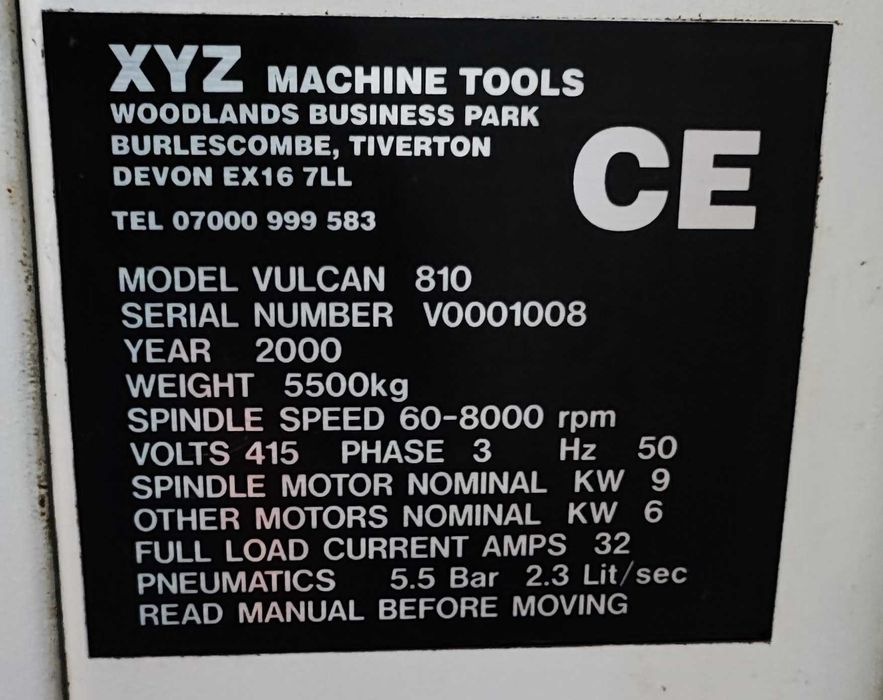 XYZ MACHINE TOOLS
WOODLANDS BUSINESS PARK
BURLESCOMBE, TIVERTON
DEVON EX16 7LL
TEL 07000 999 583
CE
MODEL VULCAN 810
SERIAL NUMBER V0001008
YEAR 2000
WEIGHT 5500kg
SPINDLE SPEED 60-8000 rpm
VOLTS 415 PHASE 3 Hz 50
SPINDLE MOTOR NOMINAL KW 9
OTHER MOTORS NOMINAL KW 6
FULL LOAD CURRENT AMPS 32
PNEUMATICS 5.5 Bar 2.3 Lit/sec
READ MANUAL BEFORE MOVING